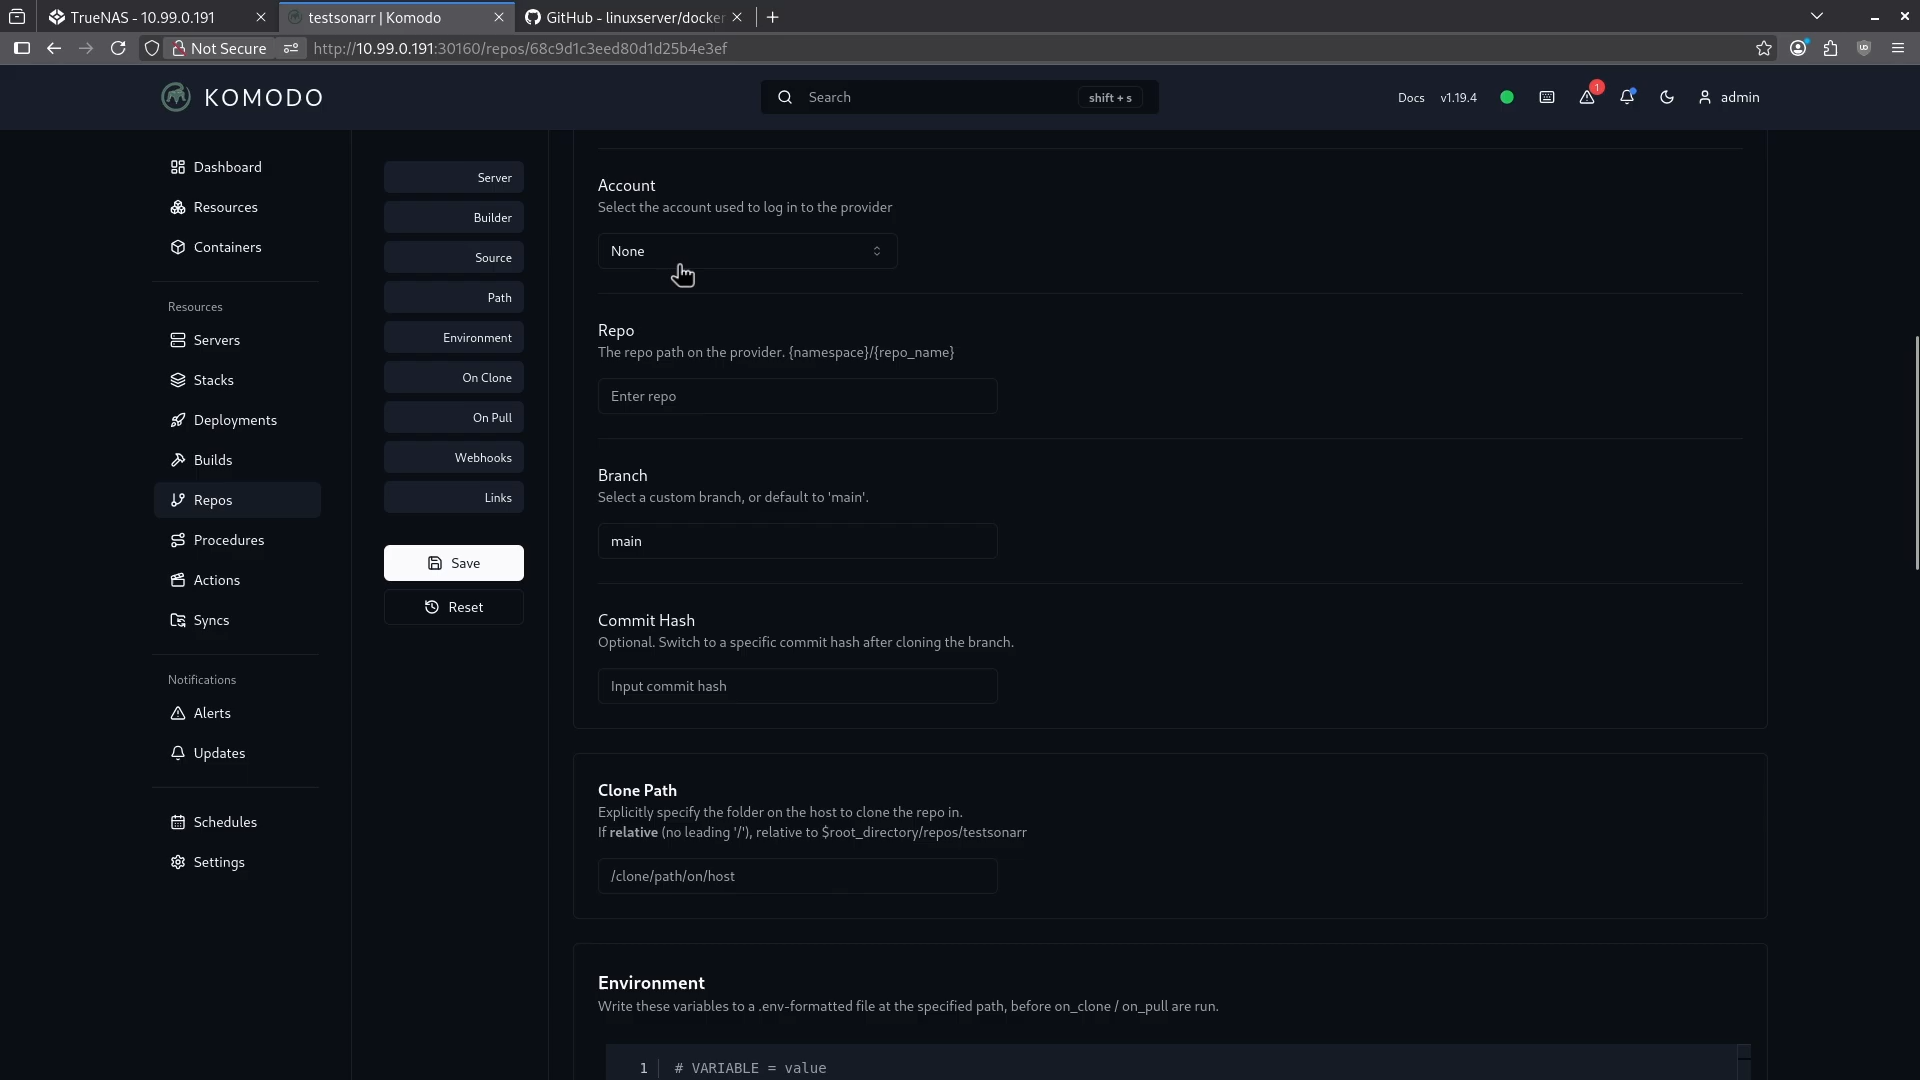 TrueNAS - 10.99.0.191
testsonarr | Komodo
GitHub - linuxserver/docker
Not Secure
http://10.99.0.191:30160/repos/68c9d1c3eed80d1d25b4e3ef
KOMODO
Search
shift + s
Docs
v1.19.4
1
admin
Dashboard
Resources
Containers
Resources
Servers
Stacks
Deployments
Builds
Repos
Procedures
Actions
Syncs
Notifications
Alerts
Updates
Schedules
Settings
Server
Builder
Source
Path
Environment
On Clone
On Pull
Webhooks
Links
Save
Reset
Account
Select the account used to log in to the provider
None
Repo
The repo path on the provider. {namespace}/{repo_name}
Enter repo
Branch
Select a custom branch, or default to 'main'.
main
Commit Hash
Optional. Switch to a specific commit hash after cloning the branch.
Input commit hash
Clone Path
Explicitly specify the folder on the host to clone the repo in.
If relative (no leading '/'), relative to $root_directory/repos/testsonarr
/clone/path/on/host
Environment
Write these variables to a .env-formatted file at the specified path, before on_clone / on_pull are run.
1
# VARIABLE = value